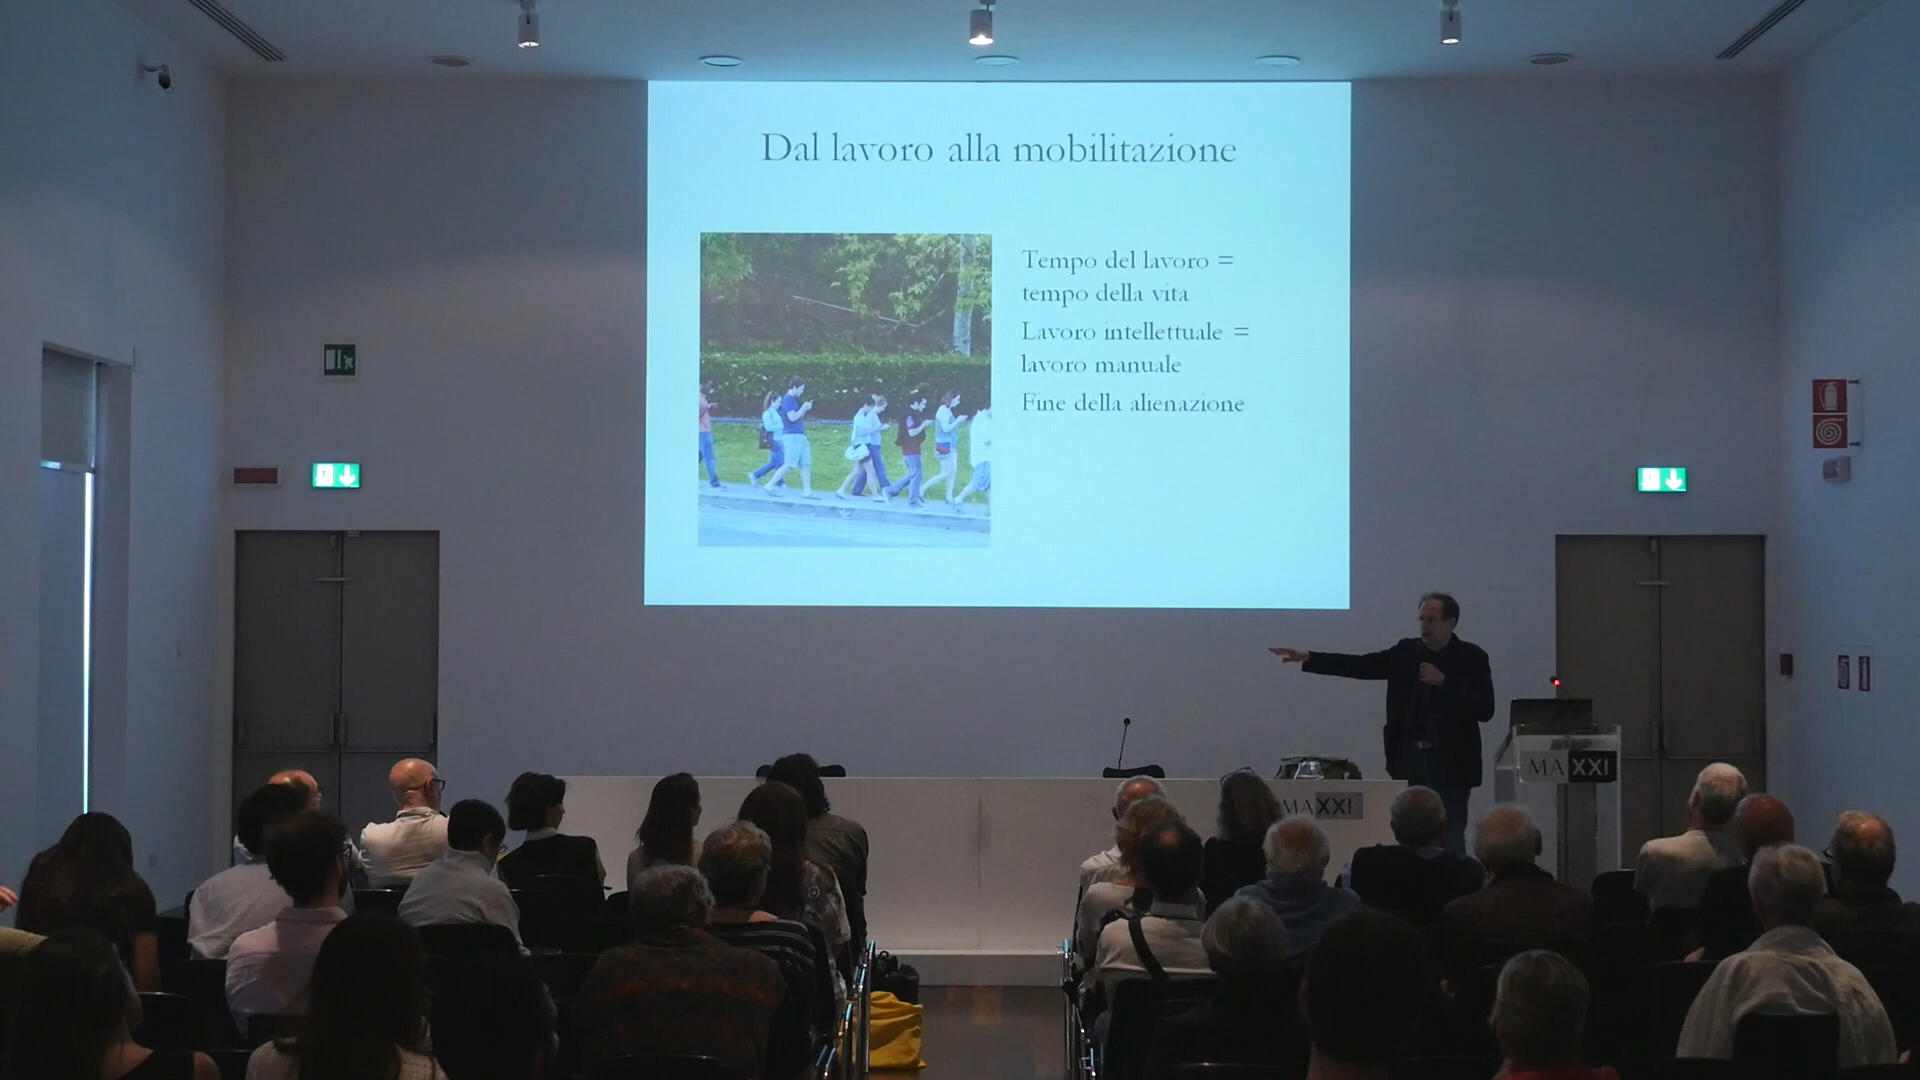 Dal lavoro alla mobilitazione
Tempo del lavoro =
tempo della vita
Lavoro intellettuale =
lavoro manuale
Fine della alienazione
MAXXI
MAXXI